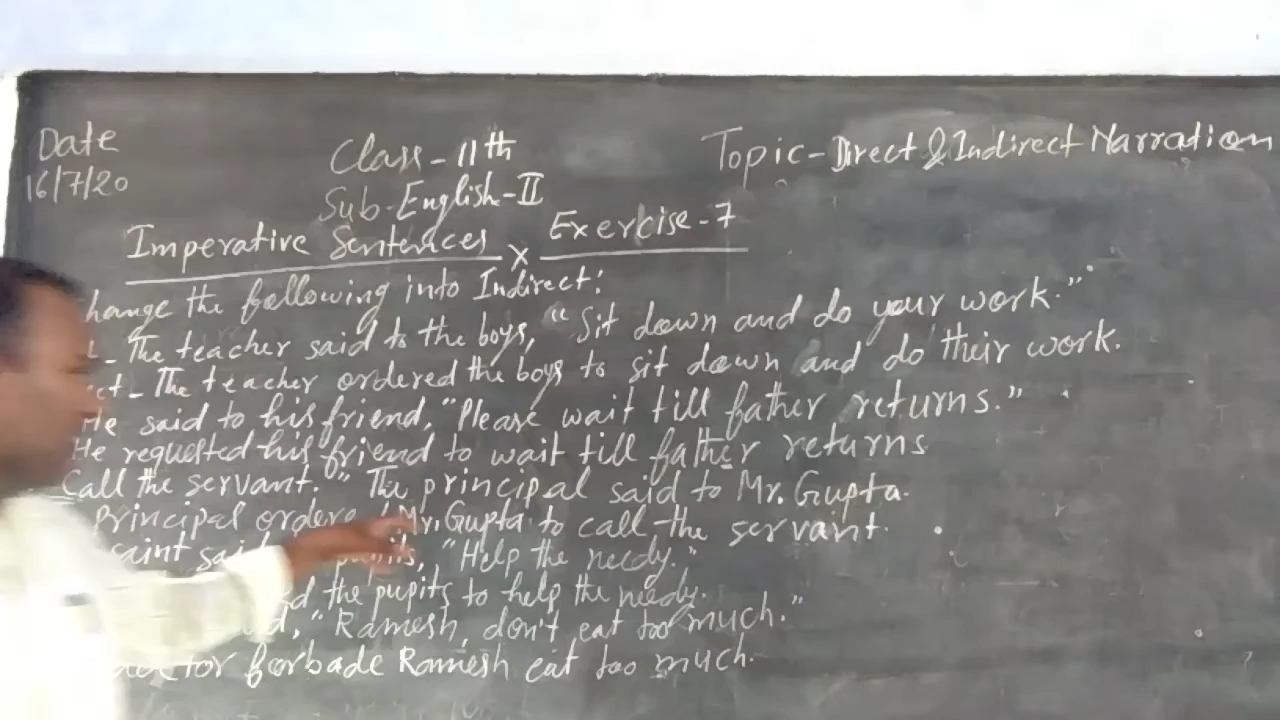 Date
16/7/20
Class-11th
Sub-English-II
Topic-Direct & Indirect Narration
Imperative Sentences x Exercise-7
hange the following into Indirect:
The teacher said to the boys, "Sit down and do your work."
The teacher ordered the boys to sit down and do their work.
He said to his friend, "Please wait till father returns."
He requested his friend to wait till father returns
Call the servant." The principal said to Mr. Gupta.
principal ordere Mr. Gupta to call the servant.
saint sai pupits, "Help the needy."
the pupits to help the needy.
"Ramesh, don't eat too much."
forbade Ramesh eat too much.